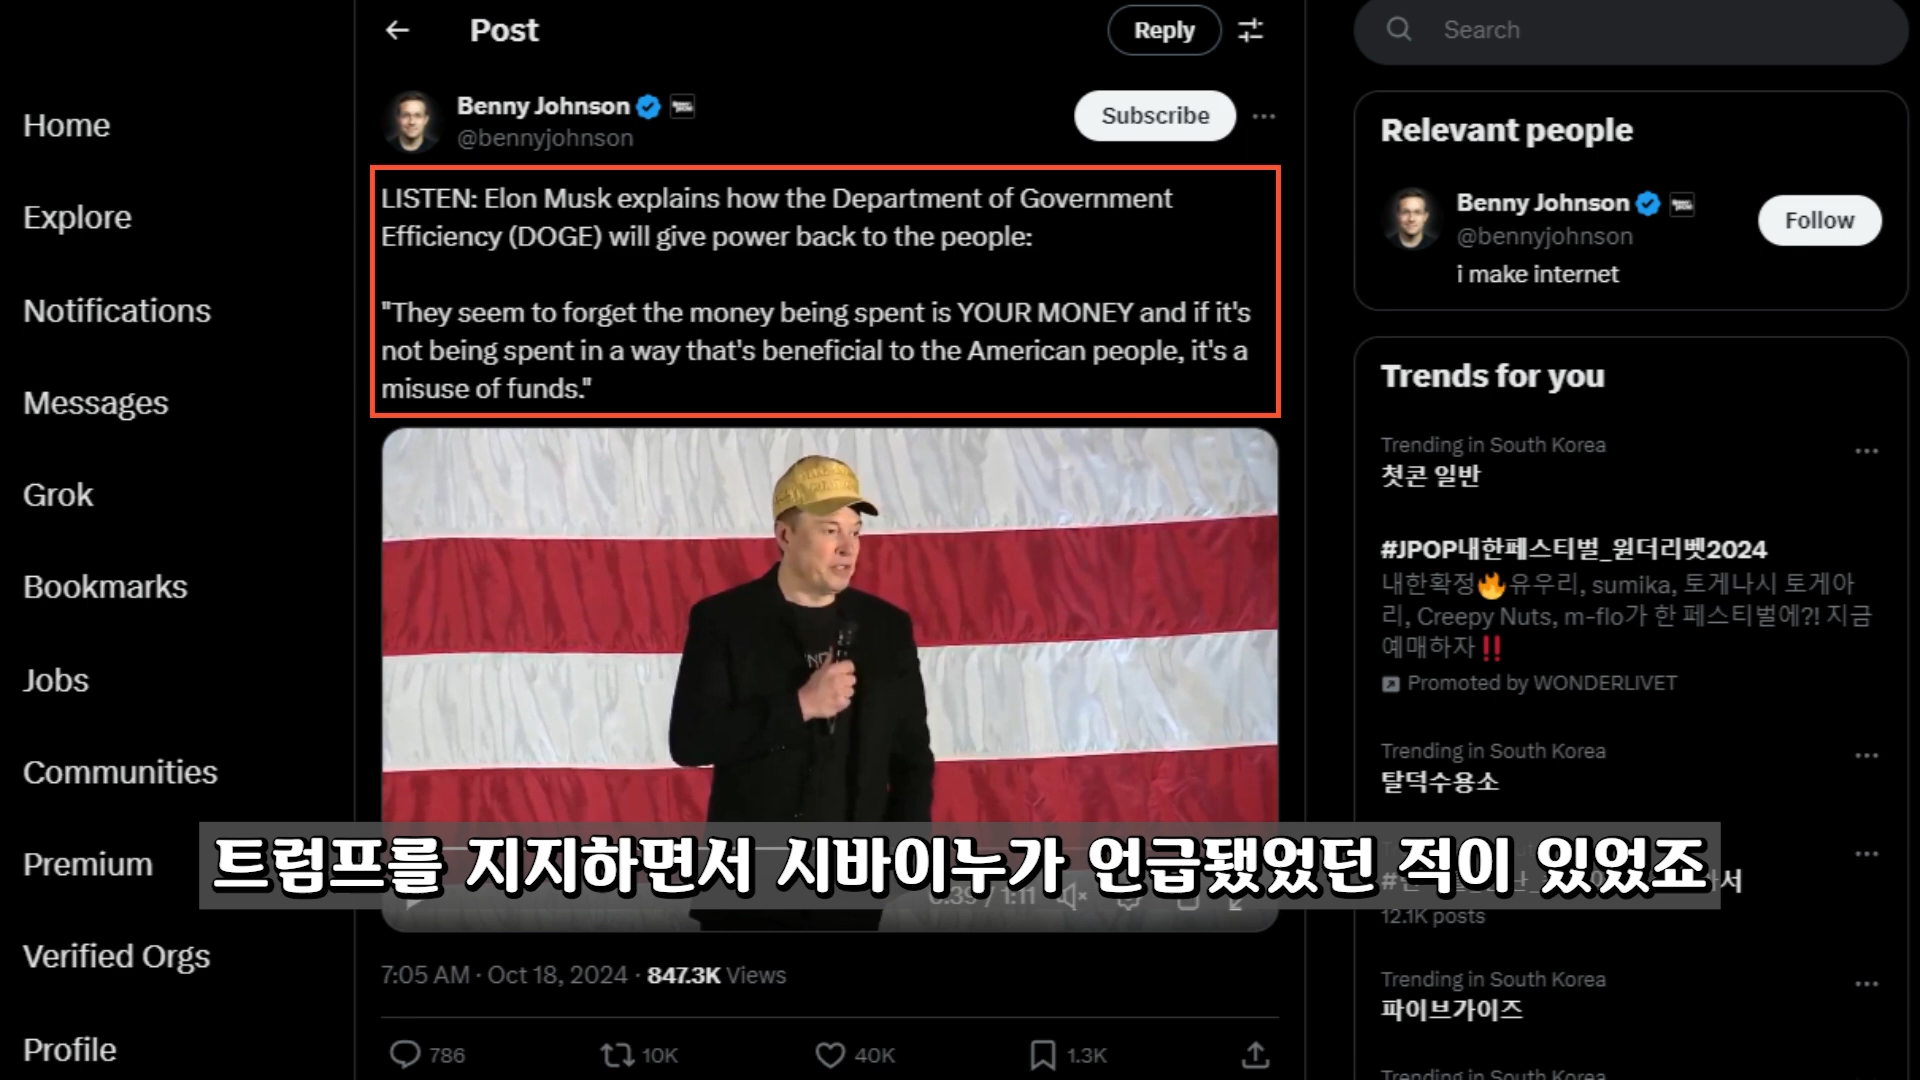 Home
Explore
Notifications
Messages
Grok
Bookmarks
Jobs
Communities
Premium
Verified Orgs
Profile
Post
Reply
Benny Johnson
@bennyjohnson
Subscribe
LISTEN: Elon Musk explains how the Department of Government
Efficiency (DOGE) will give power back to the people:
"They seem to forget the money being spent is YOUR MONEY and if it's
not being spent in a way that's beneficial to the American people, it's a
misuse of funds."
트럼프를 지지하면서 시바이누가 언급됐었던 적이 있었죠
0:35 / 1:11
7:05 AM · Oct 18, 2024 · 847.3K Views
786
10K
40K
1.3K
Search
Relevant people
Benny Johnson
@bennyjohnson
Follow
i make internet
Trends for you
Trending in South Korea
첫콘 일반
#JPOP내한페스티벌_원더리벳2024
내한확정🔥유우리, sumika, 토게나시 토게아
리, Creepy Nuts, m-flo가 한 페스티벌에?! 지금
예매하자‼️
Promoted by WONDERLIVET
Trending in South Korea
탈덕수용소
12.1K posts
Trending in South Korea
파이브가이즈
Trending in South Korea